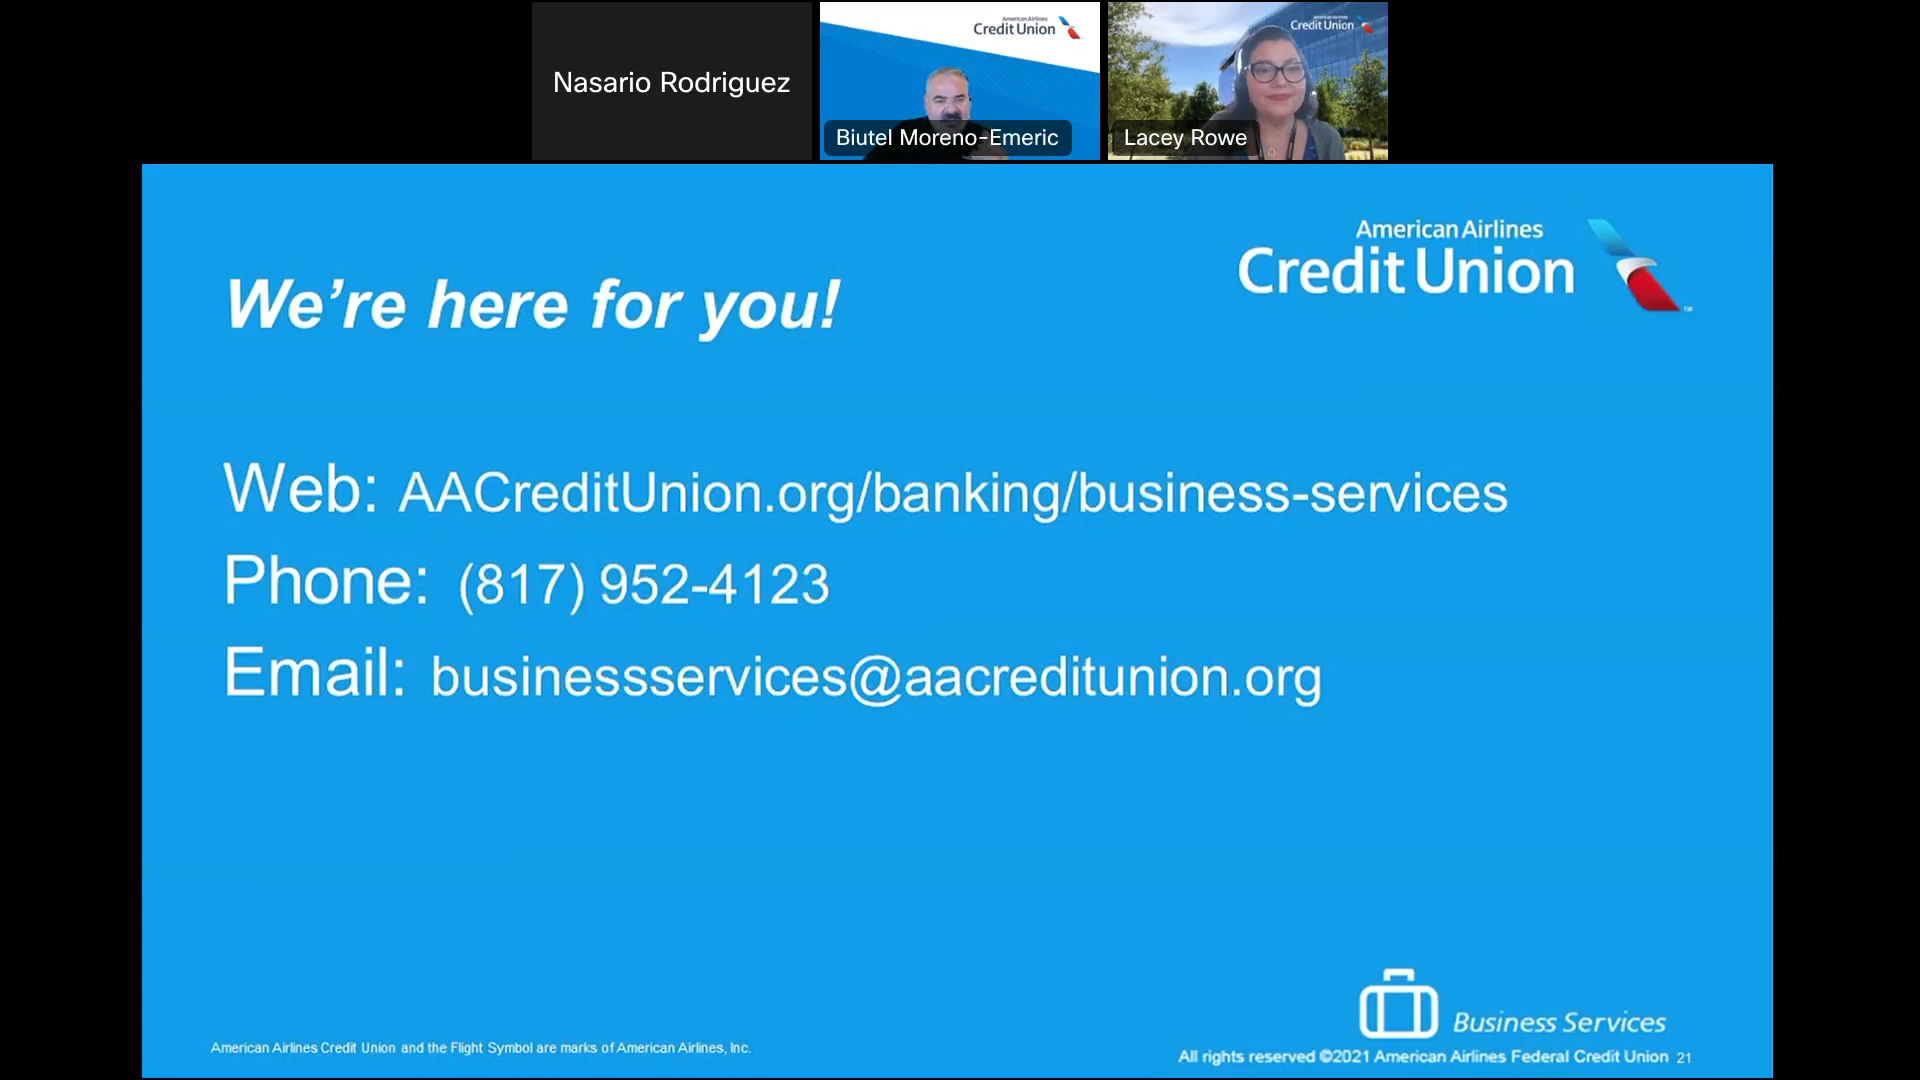 Nasario Rodriguez
American Airlines
Credit Union
Biutel Moreno-Emeric
Credit Union
Lacey Rowe
American Airlines
Credit Union
™
We're here for you!
Web: AACreditUnion.org/banking/business-services
Phone: (817) 952-4123
Email: businessservices@aacreditunion.org
Business Services
American Airlines Credit Union and the Flight Symbol are marks of American Airlines, Inc.
All rights reserved ©2021 American Airlines Federal Credit Union 21